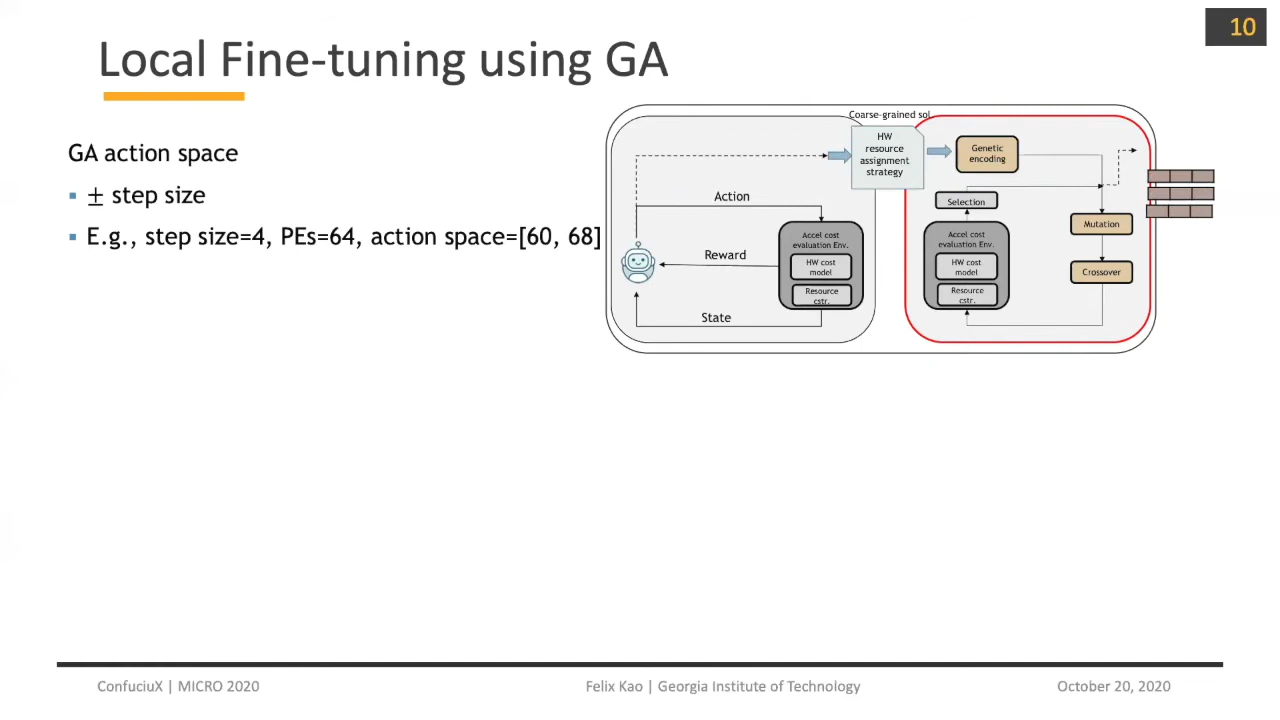 10
Local Fine-tuning using GA
GA action space
▪ ± step size
▪ E.g., step size=4, PEs=64, action space=[60, 68]
Coarse-grained sol.
HW
resource
assignment
strategy
Genetic
encoding
Action
Selection
Mutation
Accel cost
evaluation Env.
HW cost
model
Resource
cstr.
Reward
State
Accel cost
evaluation Env.
HW cost
model
Resource
cstr.
Crossover
ConfuciuX | MICRO 2020
Felix Kao | Georgia Institute of Technology
October 20, 2020